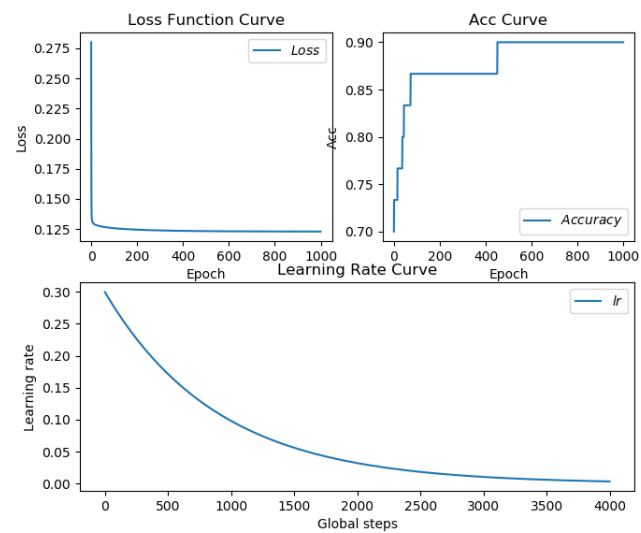 Loss Function Curve
Acc Curve
0.275
0.250
0.225
0.200
0.175
0.150
0.125
Loss
Loss
0 200 400 600 800 1000
Epoch
0.90
0.85
0.80
0.75
0.70
Acc
Accuracy
0 200 400 600 800 1000
Epoch
Learning Rate Curve
0.30
0.25
0.20
0.15
0.10
0.05
0.00
Learning rate
lr
0 500 1000 1500 2000 2500 3000 3500 4000
Global steps